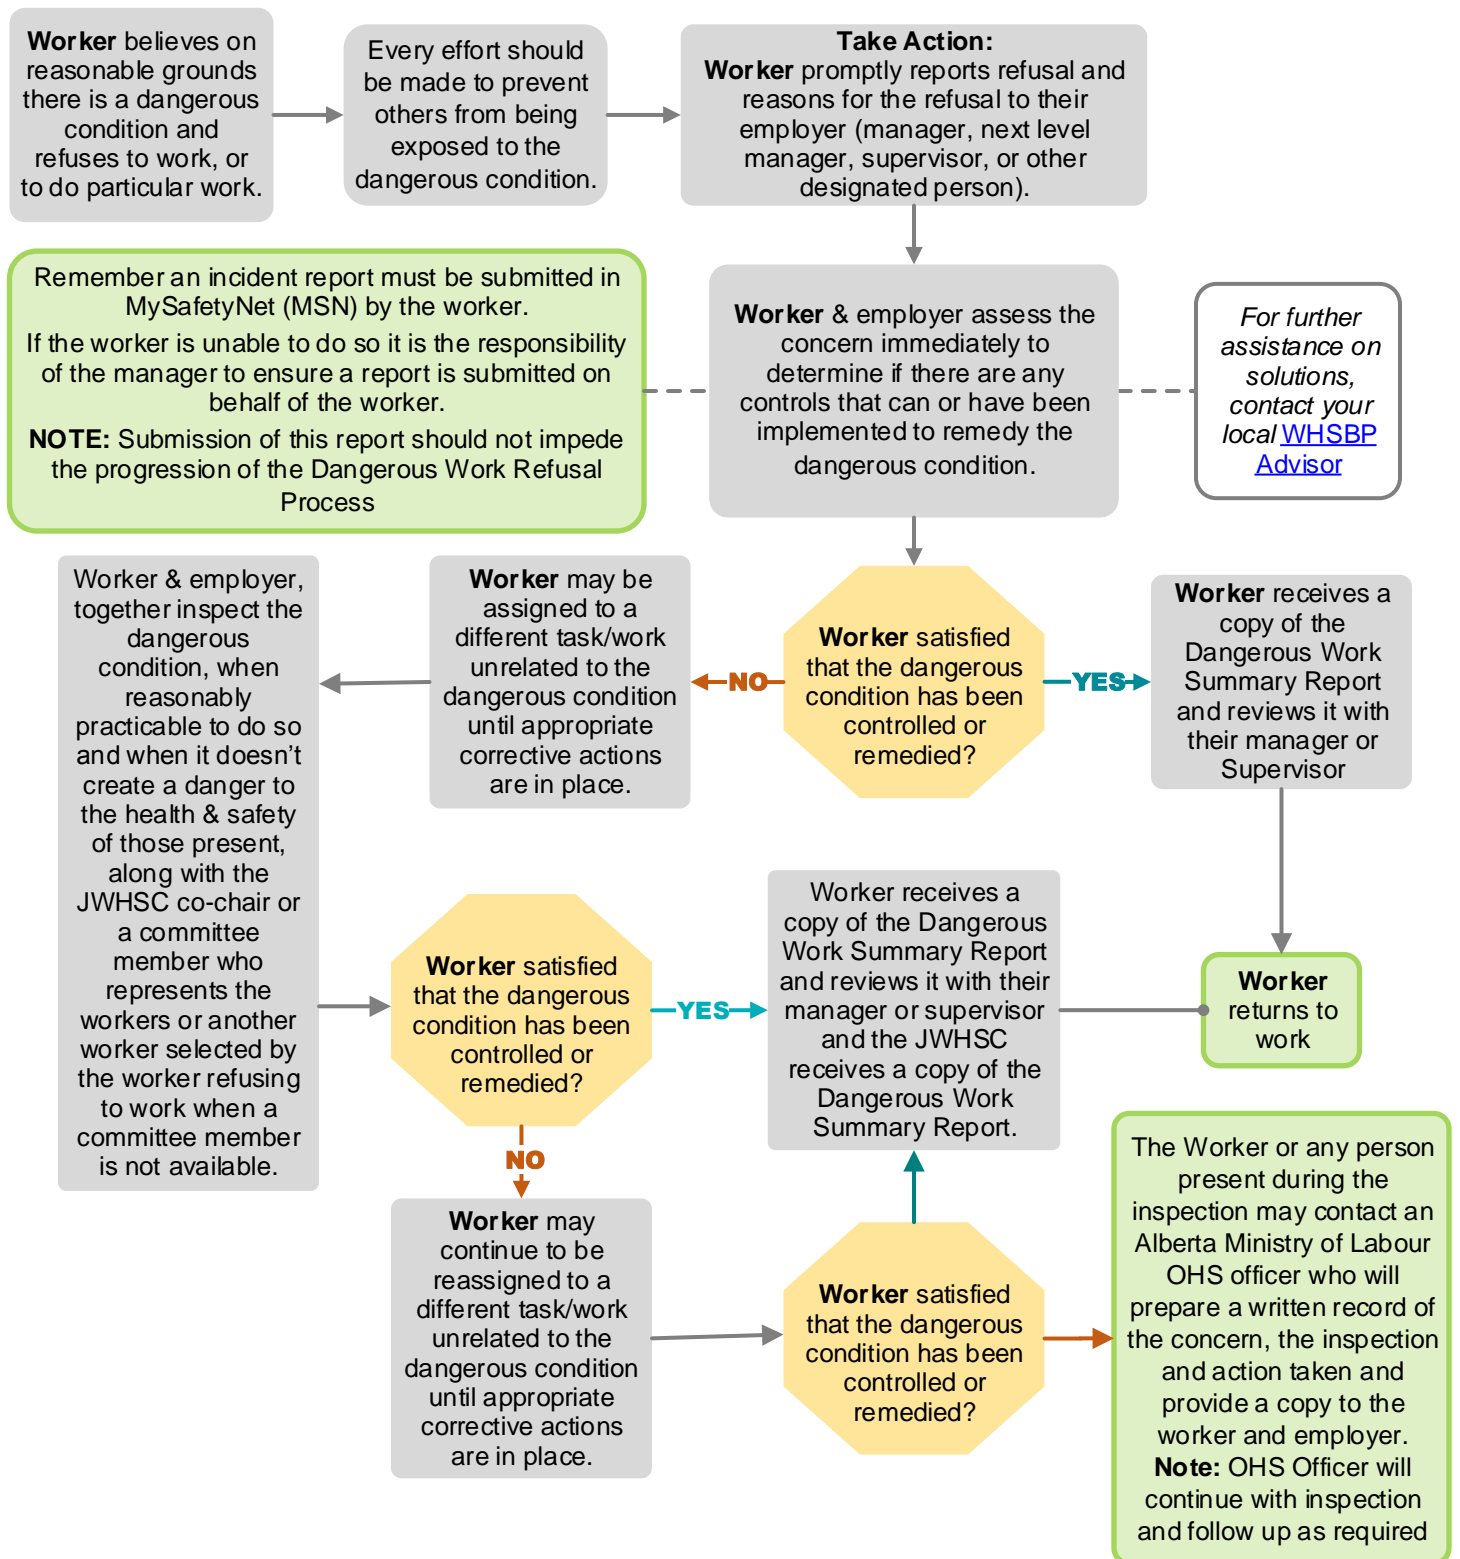 Worker believes on
reasonable grounds
there is a dangerous
condition and
refuses to work, or
to do particular work.
Every effort should
be made to prevent
others from being
exposed to the
dangerous condition.
Take Action:
Worker promptly reports refusal and
reasons for the refusal to their
employer (manager, next level
manager, supervisor, or other
designated person).
Remember an incident report must be submitted in
MySafetyNet (MSN) by the worker.
If the worker is unable to do so it is the responsibility
of the manager to ensure a report is submitted on
behalf of the worker.
NOTE: Submission of this report should not impede
the progression of the Dangerous Work Refusal
Process
Worker & employer assess the
concern immediately to
determine if there are any
controls that can or have been
implemented to remedy the
dangerous condition.
For further
assistance on
solutions,
contact your
local WHSBP
Advisor
Worker satisfied
that the dangerous
condition has been
controlled or
remedied?
YES
Worker receives a
copy of the
Dangerous Work
Summary Report
and reviews it with
their manager or
Supervisor
NO
Worker may be
assigned to a
different task/work
unrelated to the
dangerous condition
until appropriate
corrective actions
are in place.
Worker & employer,
together inspect the
dangerous
condition, when
reasonably
practicable to do so
and when it doesn't
create a danger to
the health & safety
of those present,
along with the
JWHSC co-chair or
a committee
member who
represents the
workers or another
worker selected by
the worker refusing
to work when a
committee member
is not available.
Worker satisfied
that the dangerous
condition has been
controlled or
remedied?
YES
Worker receives a
copy of the Dangerous
Work Summary Report
and reviews it with their
manager or supervisor
and the JWHSC
receives a copy of the
Dangerous Work
Summary Report.
Worker
returns to
work
NO
Worker may
continue to be
reassigned to a
different task/work
unrelated to the
dangerous condition
until appropriate
corrective actions
are in place.
Worker satisfied
that the dangerous
condition has been
controlled or
remedied?
The Worker or any person
present during the
inspection may contact an
Alberta Ministry of Labour
OHS officer who will
prepare a written record of
the concern, the inspection
and action taken and
provide a copy to the
worker and employer.
Note: OHS Officer will
continue with inspection
and follow up as required